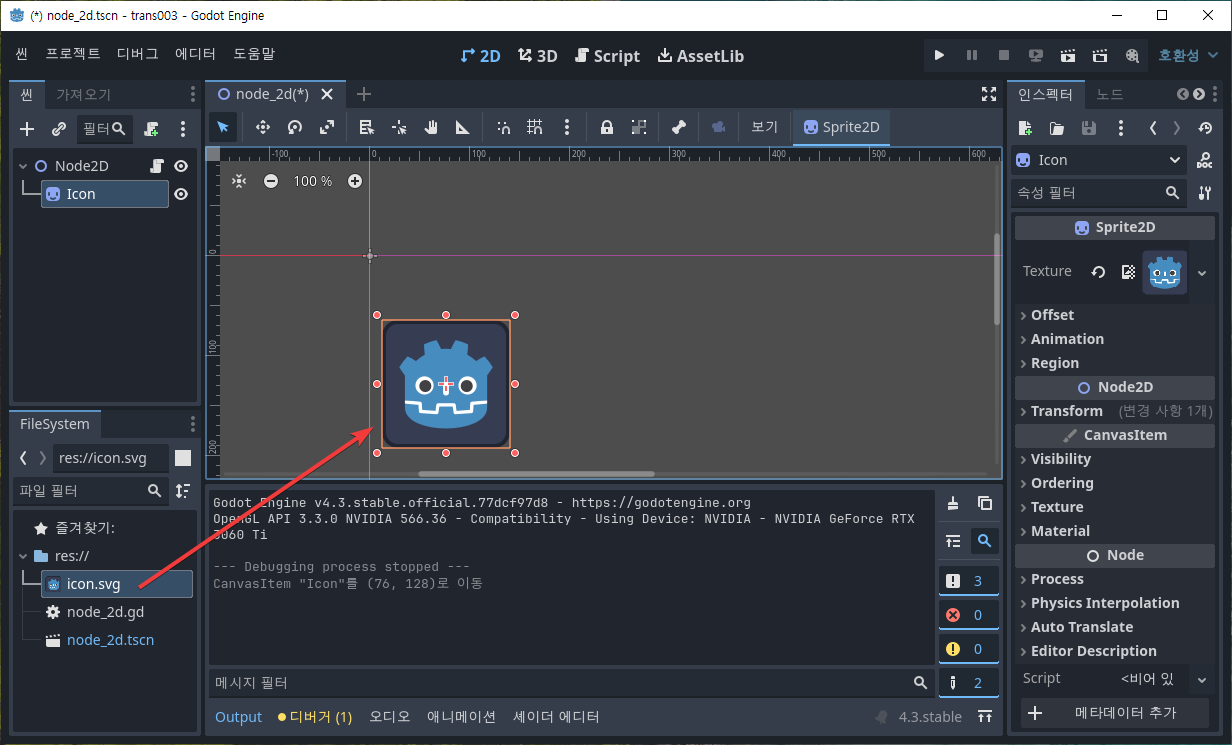 (*) node_2d.tscn - trans003 - Godot Engine
씬 프로젝트 디버그 에디터 도움말
2D 3D Script AssetLib
호환성
씬 가져오기
필터
Node2D
Icon
FileSystem
res://icon.svg
파일 필터
즐겨찾기:
res://
icon.svg
node_2d.gd
node_2d.tscn
node_2d(*)
보기 Sprite2D
-100 0 100 200 300 400 500 600
0
100
200
100 %
Godot Engine v4.3.stable.official.77dcf97d8 - https://godotengine.org
OpenGL API 3.3.0 NVIDIA 566.36 - Compatibility - Using Device: NVIDIA - NVIDIA GeForce RTX
3060 Ti
--- Debugging process stopped ---
CanvasItem "Icon"를 (76, 128)로 이동
3
0
0
2
메시지 필터
Output 디버거 (1) 오디오 애니메이션 셰이더 에디터
4.3.stable
인스펙터 노드
Icon
DOC
속성 필터
Sprite2D
Texture
Offset
Animation
Region
Node2D
Transform (변경 사항 1개)
CanvasItem
Visibility
Ordering
Texture
Material
Node
Process
Physics Interpolation
Auto Translate
Editor Description
Script <비어 있
메타데이터 추가